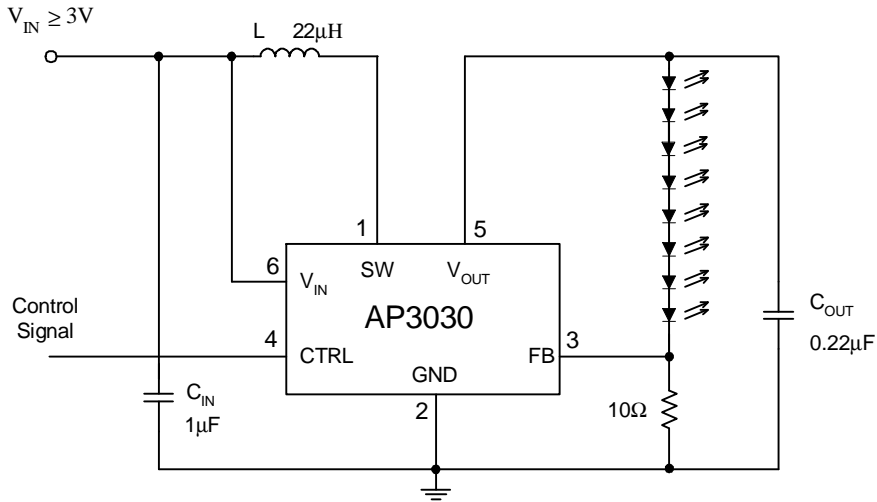 V_IN ≥ 3V
L 22μH
1
5
6
V_IN
SW
V_OUT
AP3030
Control
Signal
4
CTRL
FB
3
GND
2
C_IN
1μF
10Ω
C_OUT
0.22μF